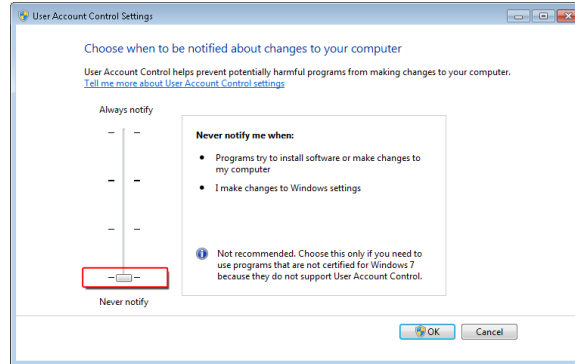 User Account Control Settings
Choose when to be notified about changes to your computer
User Account Control helps prevent potentially harmful programs from making changes to your computer.
Tell me more about User Account Control settings
Always notify
Never notify me when:
Programs try to install software or make changes to
my computer
I make changes to Windows settings
Not recommended. Choose this only if you need to
use programs that are not certified for Windows 7
because they do not support User Account Control.
Never notify
OK
Cancel